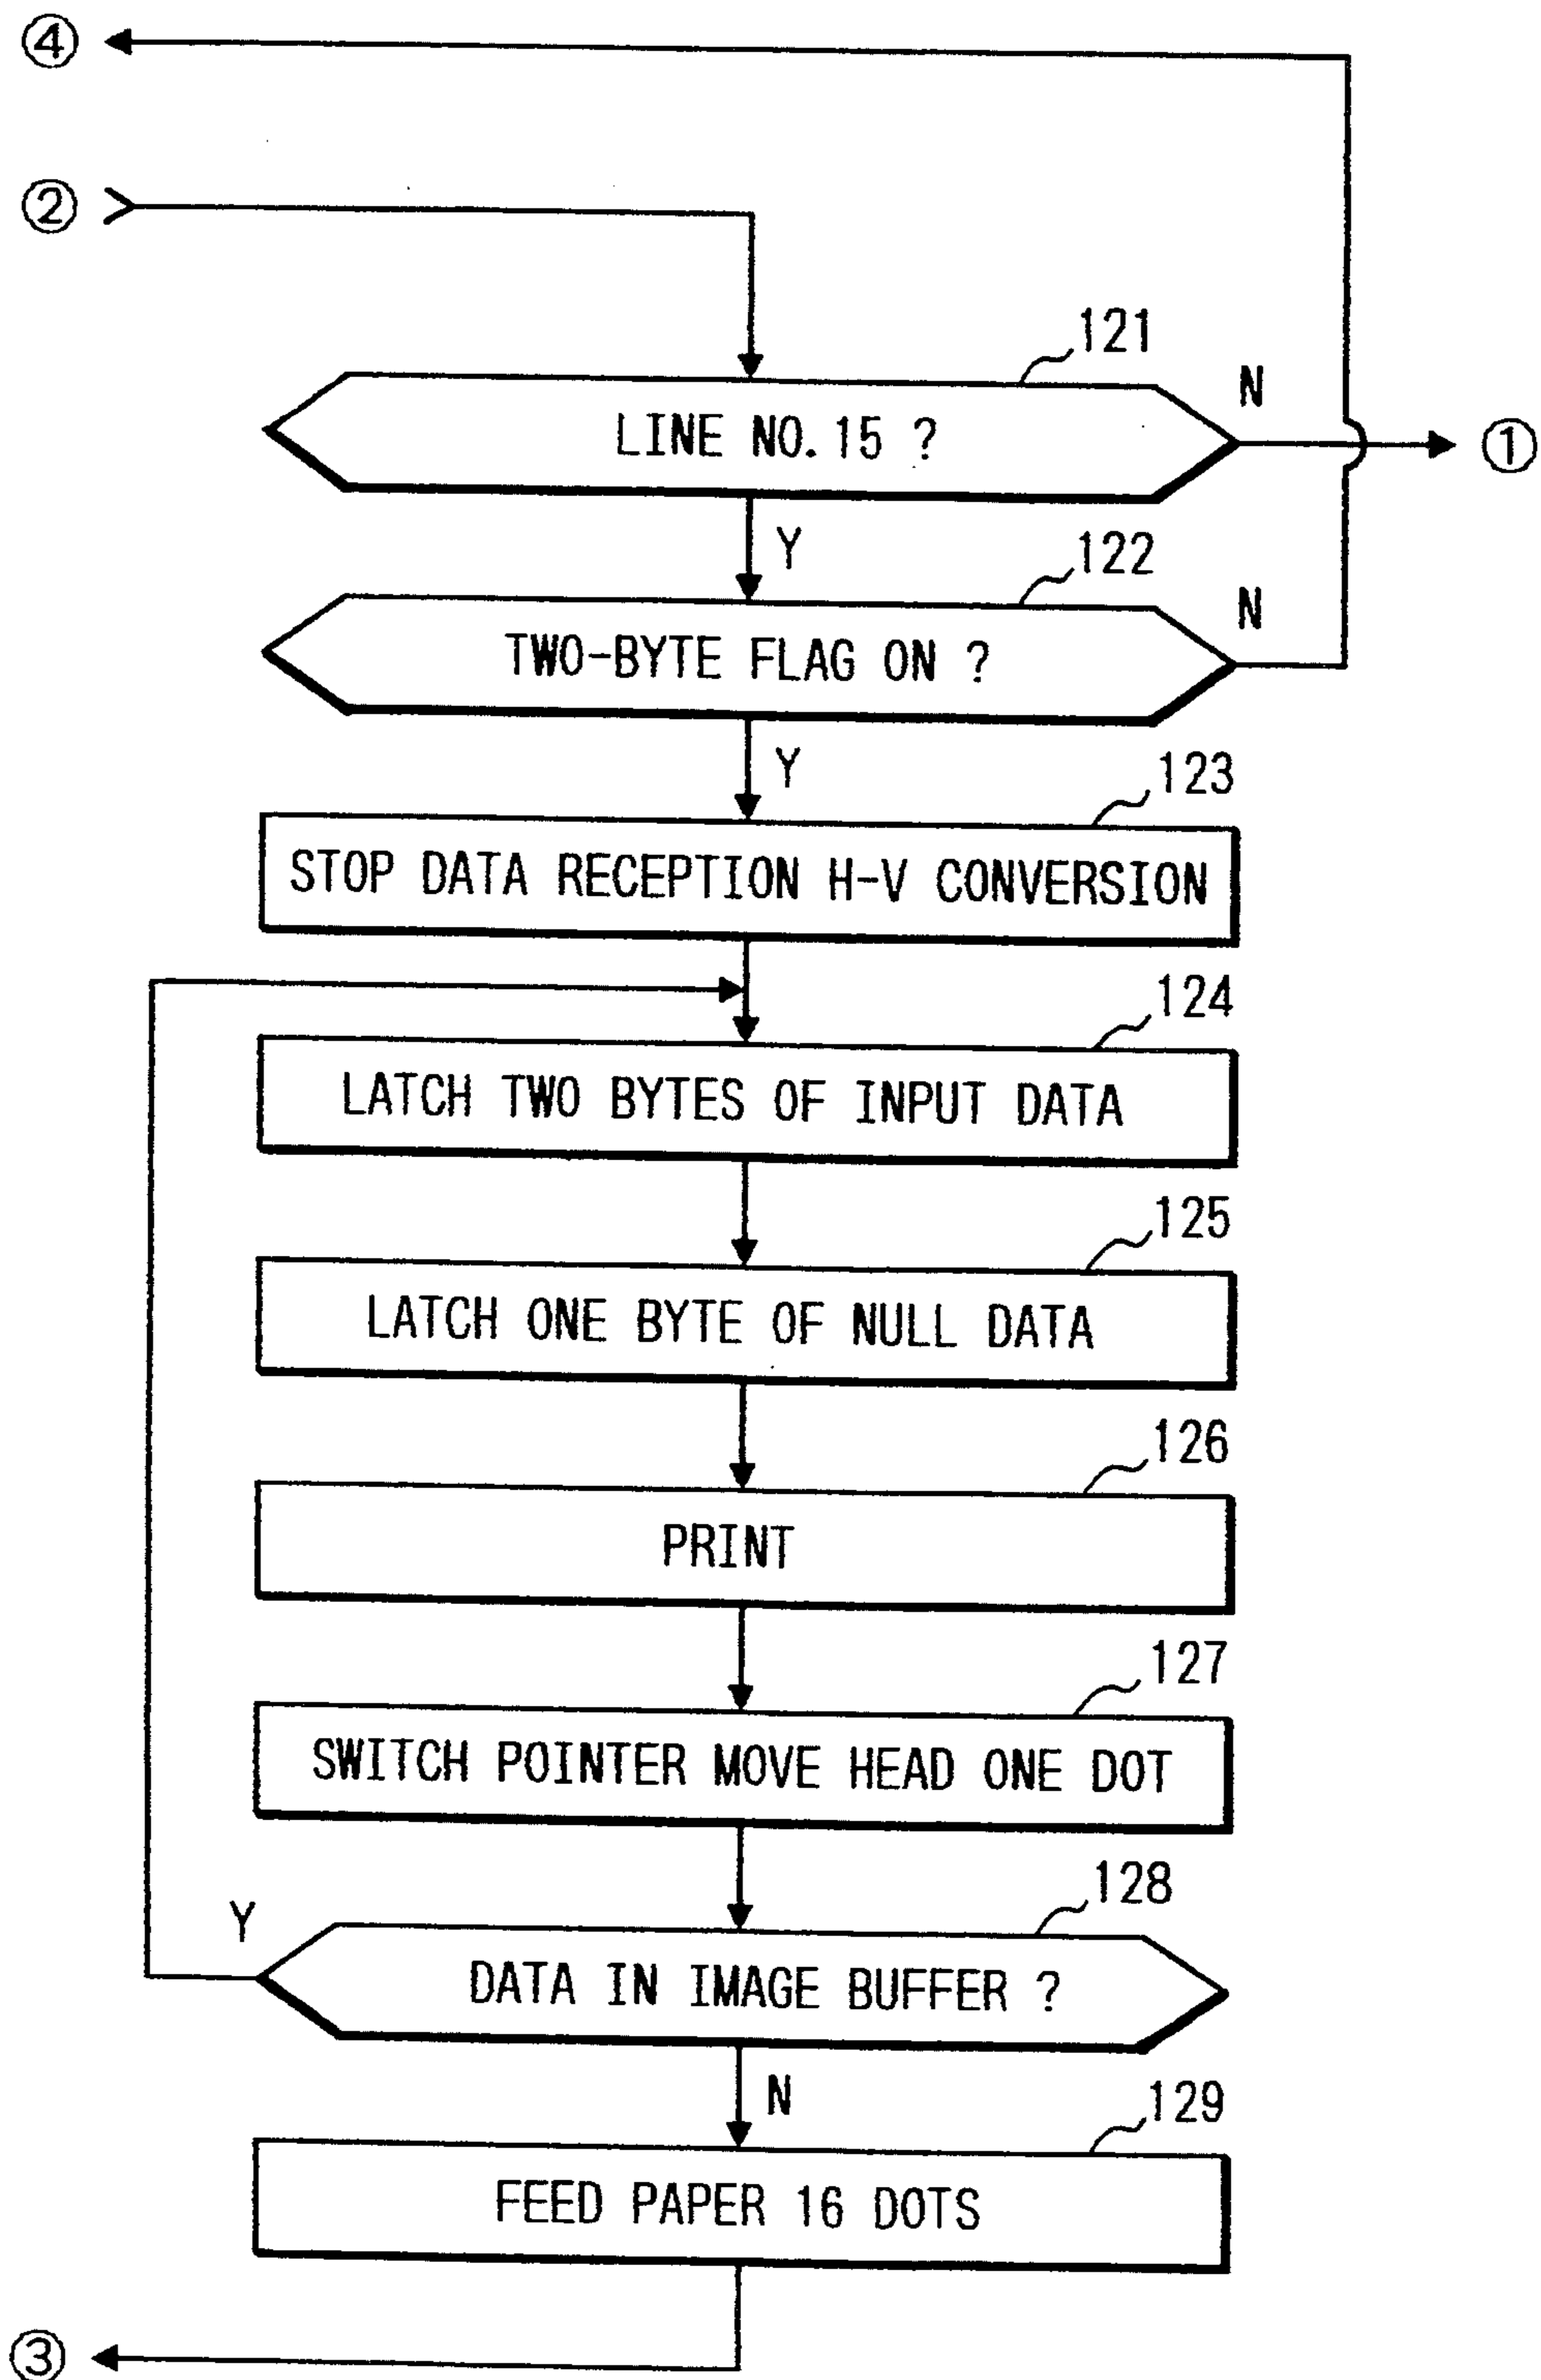 ④
②
121
LINE NO. 15 ?
N
①
Y
122
TWO-BYTE FLAG ON ?
N
Y
123
STOP DATA RECEPTION H-V CONVERSION
124
LATCH TWO BYTES OF INPUT DATA
125
LATCH ONE BYTE OF NULL DATA
126
PRINT
127
SWITCH POINTER MOVE HEAD ONE DOT
128
Y
DATA IN IMAGE BUFFER ?
N
129
FEED PAPER 16 DOTS
③